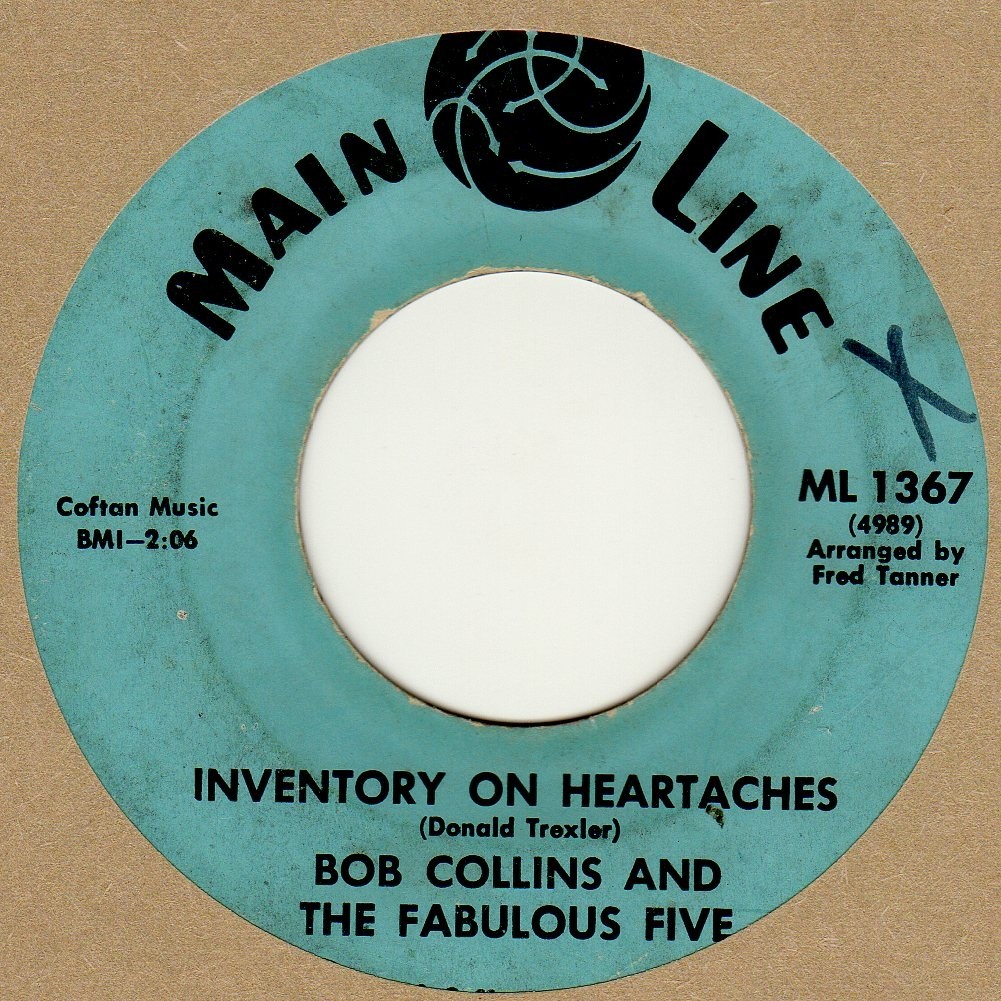 MAIN LINE
X
Coftan Music
BMI—2:06
ML 1367
(4989)
Arranged by
Fred Tanner
INVENTORY ON HEARTACHES
(Donald Trexler)
BOB COLLINS AND
THE FABULOUS FIVE